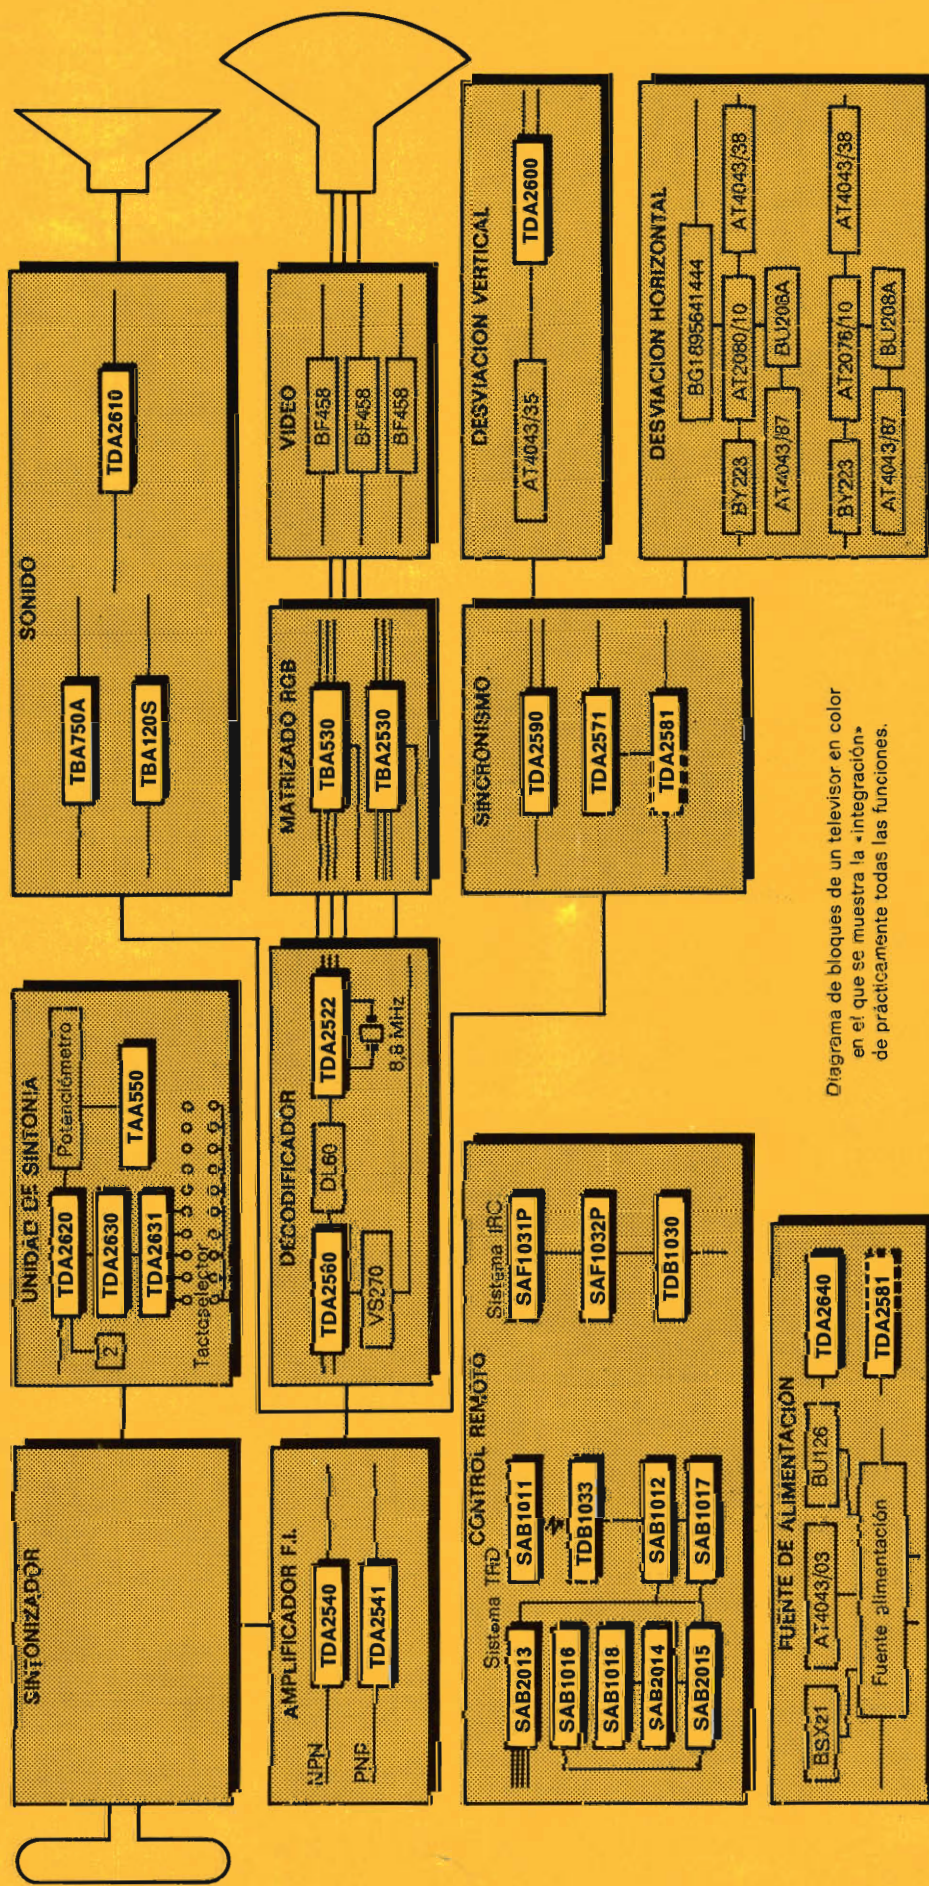 SINTONIZADOR
UNIDAD DE SINTONIA
TDA2620
Potenciómetro
2
TDA2630
TAA550
TDA2631
Tactoselector
SONIDO
TBA750A
TDA2610
TBA120S
AMPLIFICADOR F.I.
NPN
TDA2540
PNP
TDA2541
DECODIFICADOR
TDA2560
DL60
TDA2522
VS270
8,8 MHz
MATRIZADO RGB
TBA530
TBA2530
VIDEO
BF458
BF458
BF458
CONTROL REMOTO
Sistema TRD
Sistema IRC
SAB2013
SAB1011
SAF1031P
SAB1016
TDB1033
SAF1032P
SAB1018
SAB2014
SAB1012
TDB1030
SAB2015
SAB1017
SINCRONISMO
TDA2590
TDA2571
TDA2581
DESVIACION VERTICAL
AT4043/35
TDA2600
FUENTE DE ALIMENTACIÓN
BSX21
AT4043/03
BU126
TDA2640
Fuente alimentación
TDA2581
DESVIACION HORIZONTAL
BG1895641444
BY223
AT2080/10
AT4043/38
AT4043/87
BU208A
BY223
AT2076/10
AT4043/38
AT4043/87
BU208A
Diagrama de bloques de un televisor en color
en el que se muestra la «integración»
de prácticamente todas las funciones.